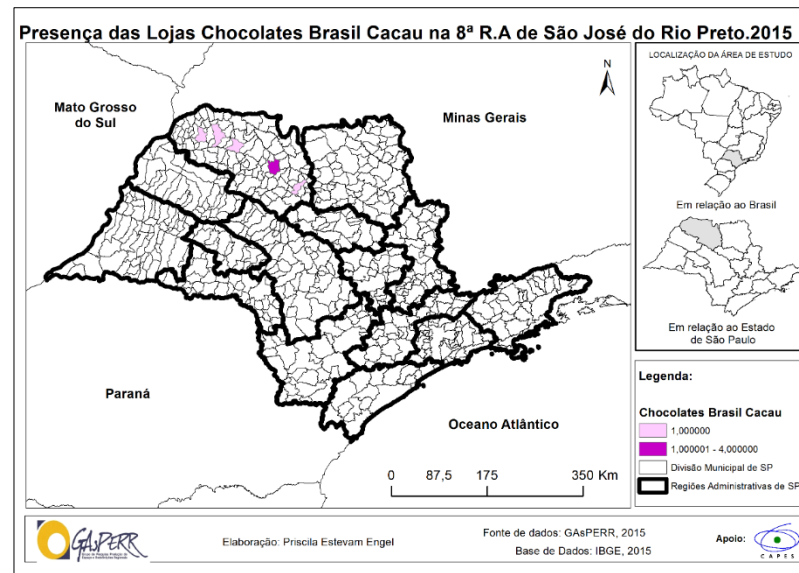 Presença das Lojas Chocolates Brasil Cacau na 8ª R.A de São José do Rio Preto.2015
Mato Grosso
do Sul
Minas Gerais
N
Paraná
Oceano Atlântico
0 87,5 175 350 Km
LOCALIZAÇÃO DA ÁREA DE ESTUDO
Em relação ao Brasil
Em relação ao Estado
de São Paulo
Legenda:
Chocolates Brasil Cacau
1,000000
1,000001 - 4,000000
Divisão Municipal de SP
Regiões Administrativas de SP
GAsPERR
Elaboração: Priscila Estevam Engel
Fonte de dados: GAsPERR, 2015
Base de Dados: IBGE, 2015
Apoio:
CAPES